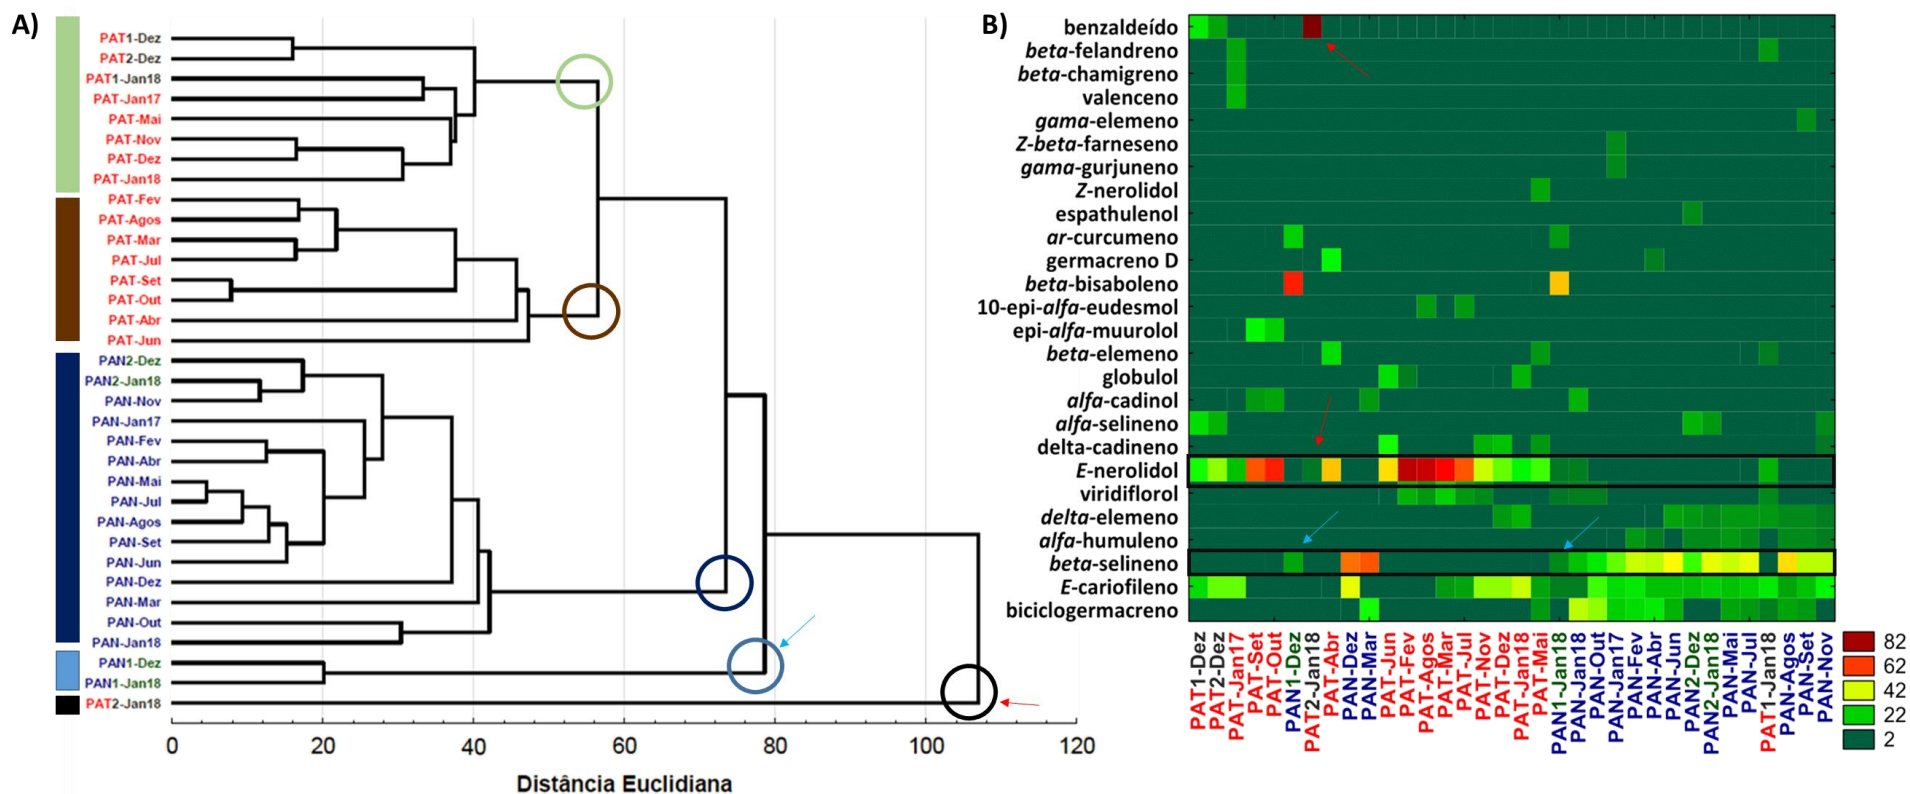 A)
PAT1-Dez
PAT2-Dez
PAT1-Jan18
PAT-Jan17
PAT-Mai
PAT-Nov
PAT-Dez
PAT-Jan18
PAT-Fev
PAT-Agos
PAT-Mar
PAT-Jul
PAT-Set
PAT-Out
PAT-Abr
PAT-Jun
PAN2-Dez
PAN2-Jan18
PAN-Nov
PAN-Jan17
PAN-Fev
PAN-Abr
PAN-Mai
PAN-Jul
PAN-Agos
PAN-Set
PAN-Jun
PAN-Dez
PAN-Mar
PAN-Out
PAN-Jan18
PAN1-Dez
PAN1-Jan18
PAT2-Jan18
0 20 40 60 80 100 120
Distância Euclidiana
B)
benzaldeído
beta-felandreno
beta-chamigreno
valenceno
gama-elemeno
Z-beta-farneseno
gama-gurjuneno
Z-nerolidol
espathulenol
ar-curcumeno
germacreno D
beta-bisaboleno
10-epi-alfa-eudesmol
epi-alfa-muurolol
beta-elemeno
globulol
alfa-cadinol
alfa-selineno
delta-cadineno
E-nerolidol
viridiflorol
delta-elemeno
alfa-humuleno
beta-selineno
E-cariofileno
biciclogermacreno
PAT1-Dez
PAT2-Dez
PAT-Jan17
PAT-Set
PAT-Out
PAN1-Dez
PAT2-Jan18
PAT-Abr
PAN-Dez
PAN-Mar
PAT-Jun
PAT-Fev
PAT-Agos
PAT-Mar
PAT-Jul
PAT-Nov
PAT-Dez
PAT-Jan18
PAT-Mai
PAN1-Jan18
PAN-Jan18
PAN-Out
PAN-Jan17
PAN-Fev
PAN-Abr
PAN-Jun
PAN2-Dez
PAN2-Jan18
PAN-Mai
PAN-Jul
PAT1-Jan18
PAN-Agos
PAN-Set
PAN-Nov
82
62
42
22
2